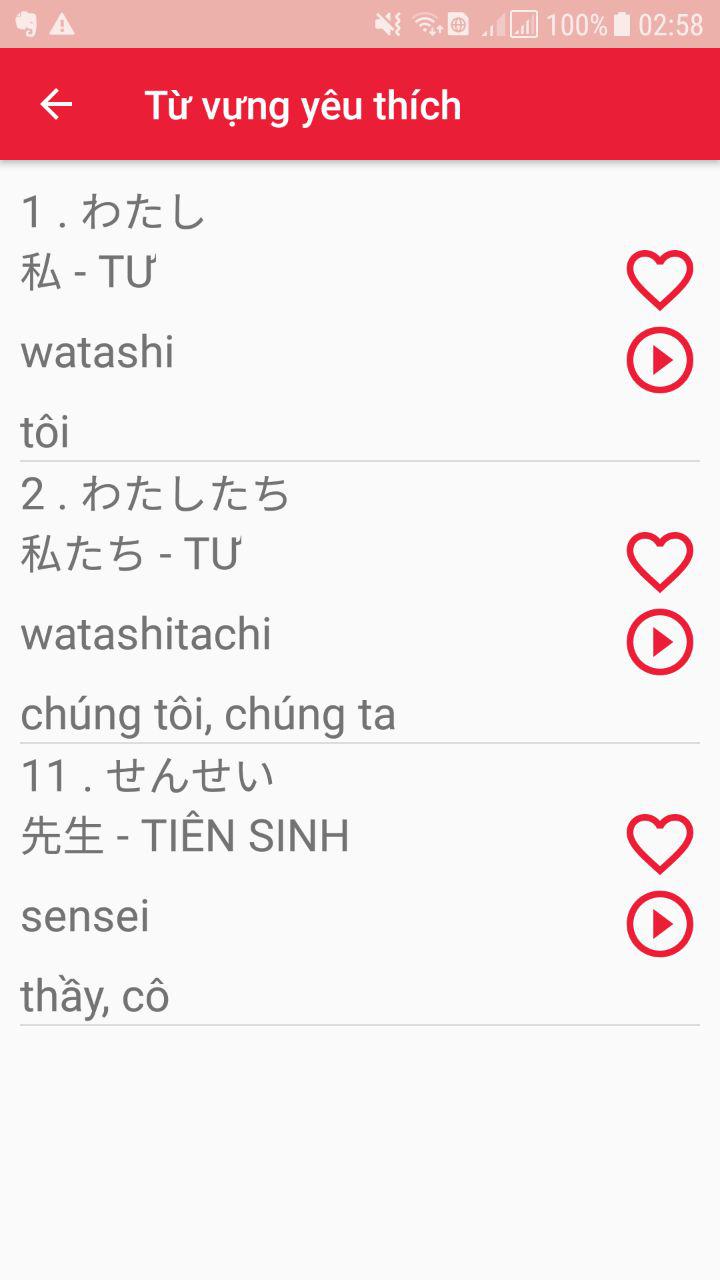 100% 02:58
Từ vựng yêu thích
1 . わたし
私 - TƯ
watashi
tôi
2 . わたしたち
私たち - TƯ
watashitachi
chúng tôi, chúng ta
11 . せんせい
先生 - TIÊN SINH
sensei
thầy, cô